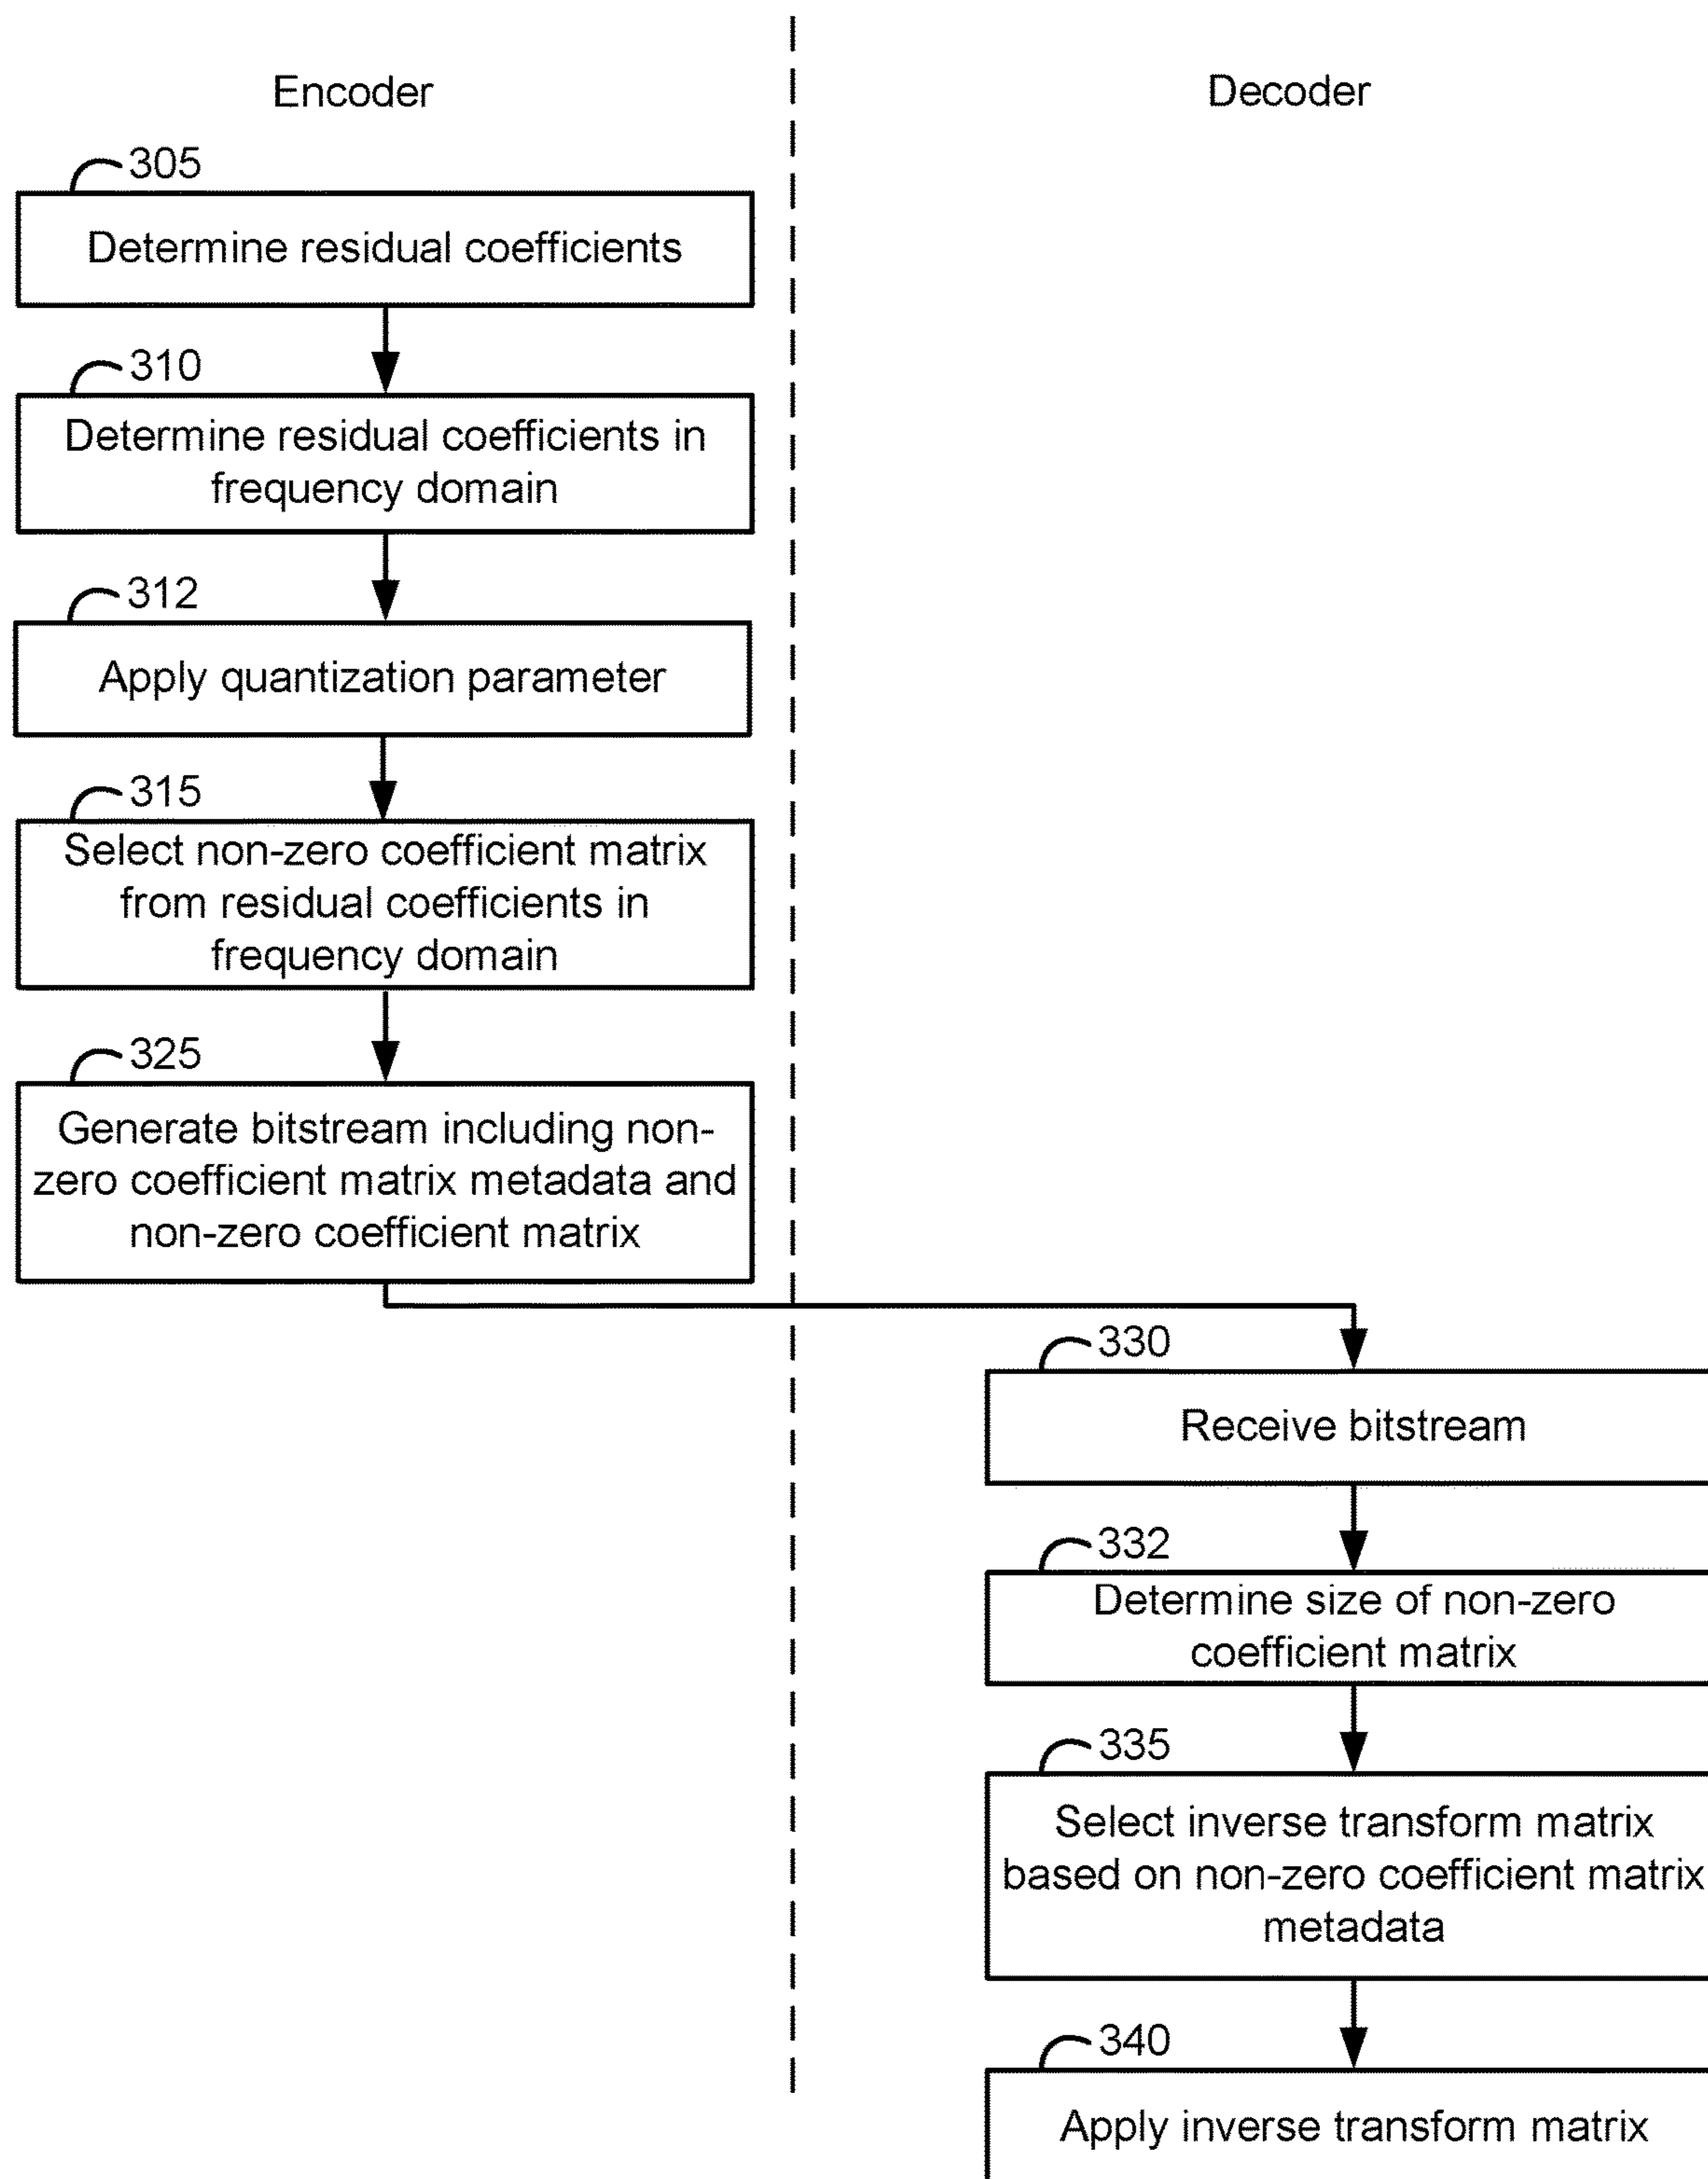 Encoder
Decoder
305
Determine residual coefficients
310
Determine residual coefficients in
frequency domain
312
Apply quantization parameter
315
Select non-zero coefficient matrix
from residual coefficients in
frequency domain
325
Generate bitstream including non-
zero coefficient matrix metadata and
non-zero coefficient matrix
330
Receive bitstream
332
Determine size of non-zero
coefficient matrix
335
Select inverse transform matrix
based on non-zero coefficient matrix
metadata
340
Apply inverse transform matrix